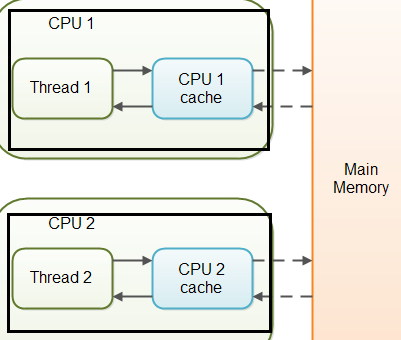 CPU 1
Thread 1
CPU 1
cache
Main
Memory
CPU 2
Thread 2
CPU 2
cache